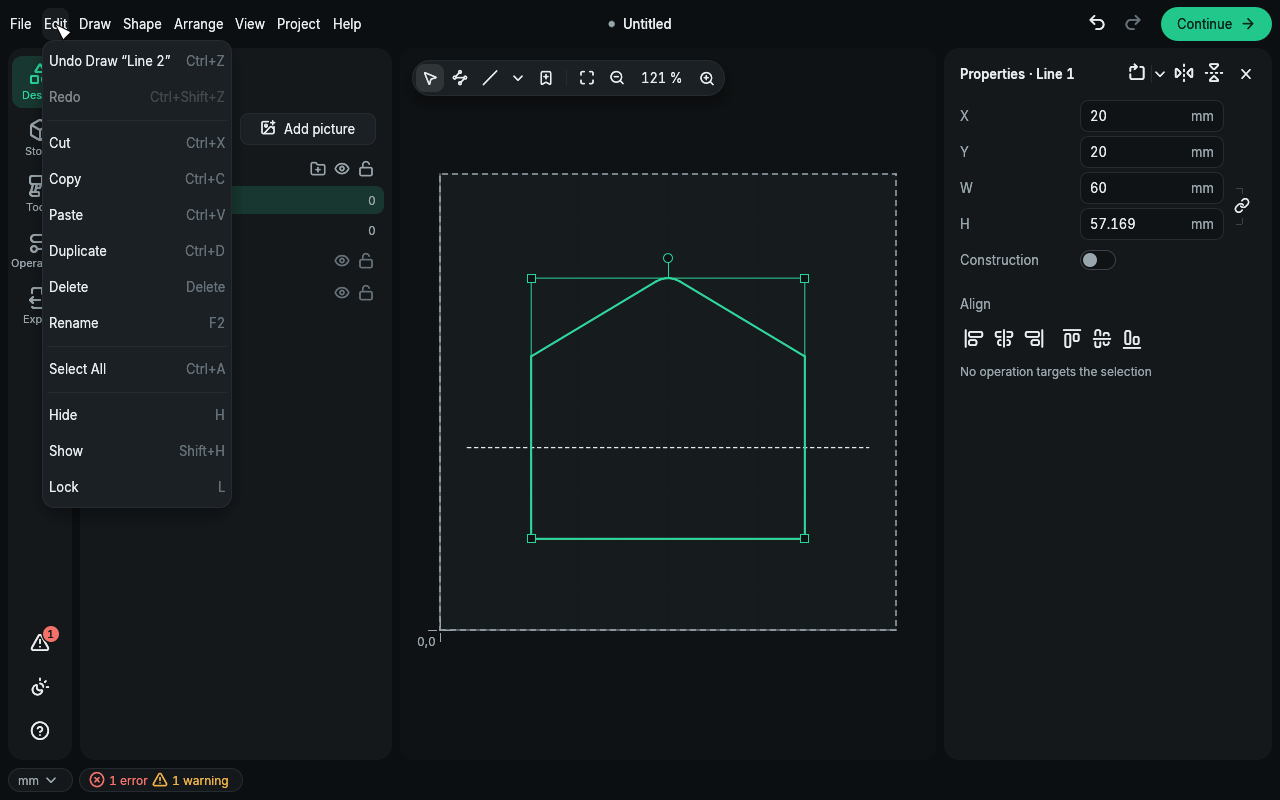 File Edit Draw Shape Arrange View Project Help
Untitled
Continue
Undo Draw “Line 2” Ctrl+Z
Redo Ctrl+Shift+Z
Cut Ctrl+X
Copy Ctrl+C
Paste Ctrl+V
Duplicate Ctrl+D
Delete Delete
Rename F2
Select All Ctrl+A
Hide H
Show Shift+H
Lock L
Add picture
0
0
1
mm
1 error 1 warning
121 %
0,0
Properties · Line 1
X 20 mm
Y 20 mm
W 60 mm
H 57.169 mm
Construction
Align
No operation targets the selection